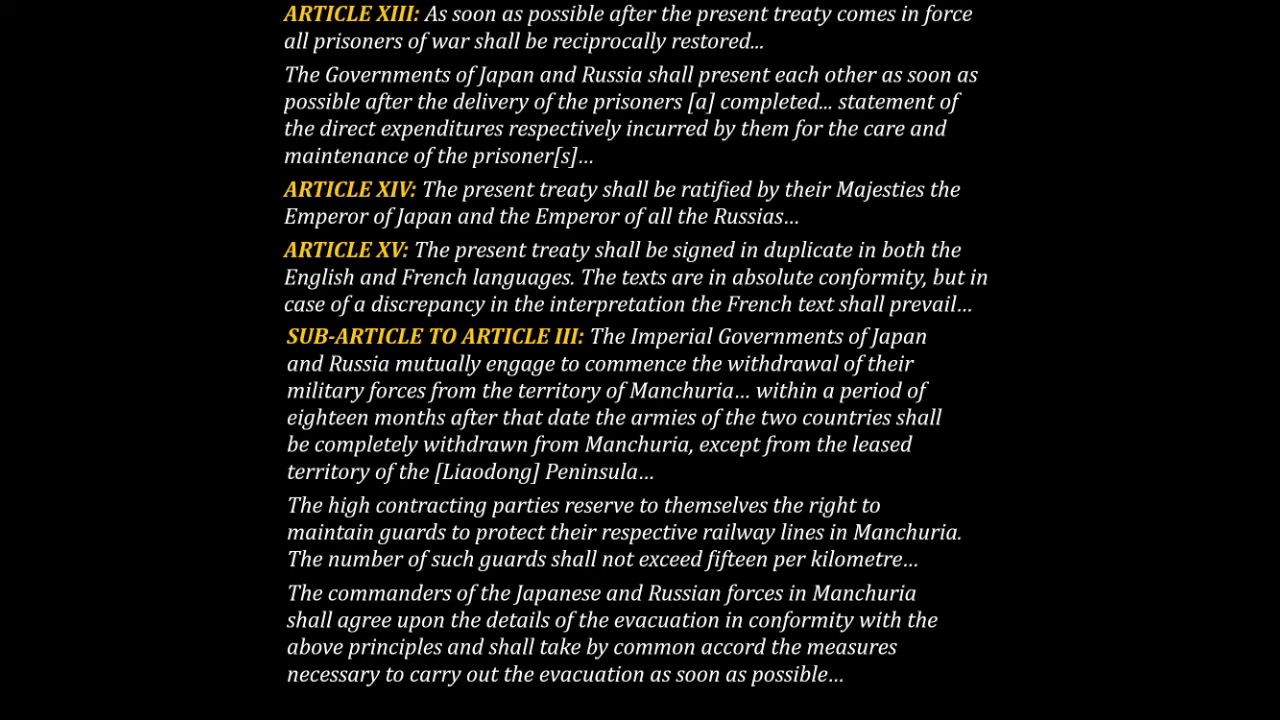 ARTICLE XIII: As soon as possible after the present treaty comes in force
all prisoners of war shall be reciprocally restored...
The Governments of Japan and Russia shall present each other as soon as
possible after the delivery of the prisoners [a] completed... statement of
the direct expenditures respectively incurred by them for the care and
maintenance of the prisoner[s]…
ARTICLE XIV: The present treaty shall be ratified by their Majesties the
Emperor of Japan and the Emperor of all the Russias…
ARTICLE XV: The present treaty shall be signed in duplicate in both the
English and French languages. The texts are in absolute conformity, but in
case of a discrepancy in the interpretation the French text shall prevail…
SUB-ARTICLE TO ARTICLE III: The Imperial Governments of Japan
and Russia mutually engage to commence the withdrawal of their
military forces from the territory of Manchuria… within a period of
eighteen months after that date the armies of the two countries shall
be completely withdrawn from Manchuria, except from the leased
territory of the [Liaodong] Peninsula…
The high contracting parties reserve to themselves the right to
maintain guards to protect their respective railway lines in Manchuria.
The number of such guards shall not exceed fifteen per kilometre…
The commanders of the Japanese and Russian forces in Manchuria
shall agree upon the details of the evacuation in conformity with the
above principles and shall take by common accord the measures
necessary to carry out the evacuation as soon as possible…